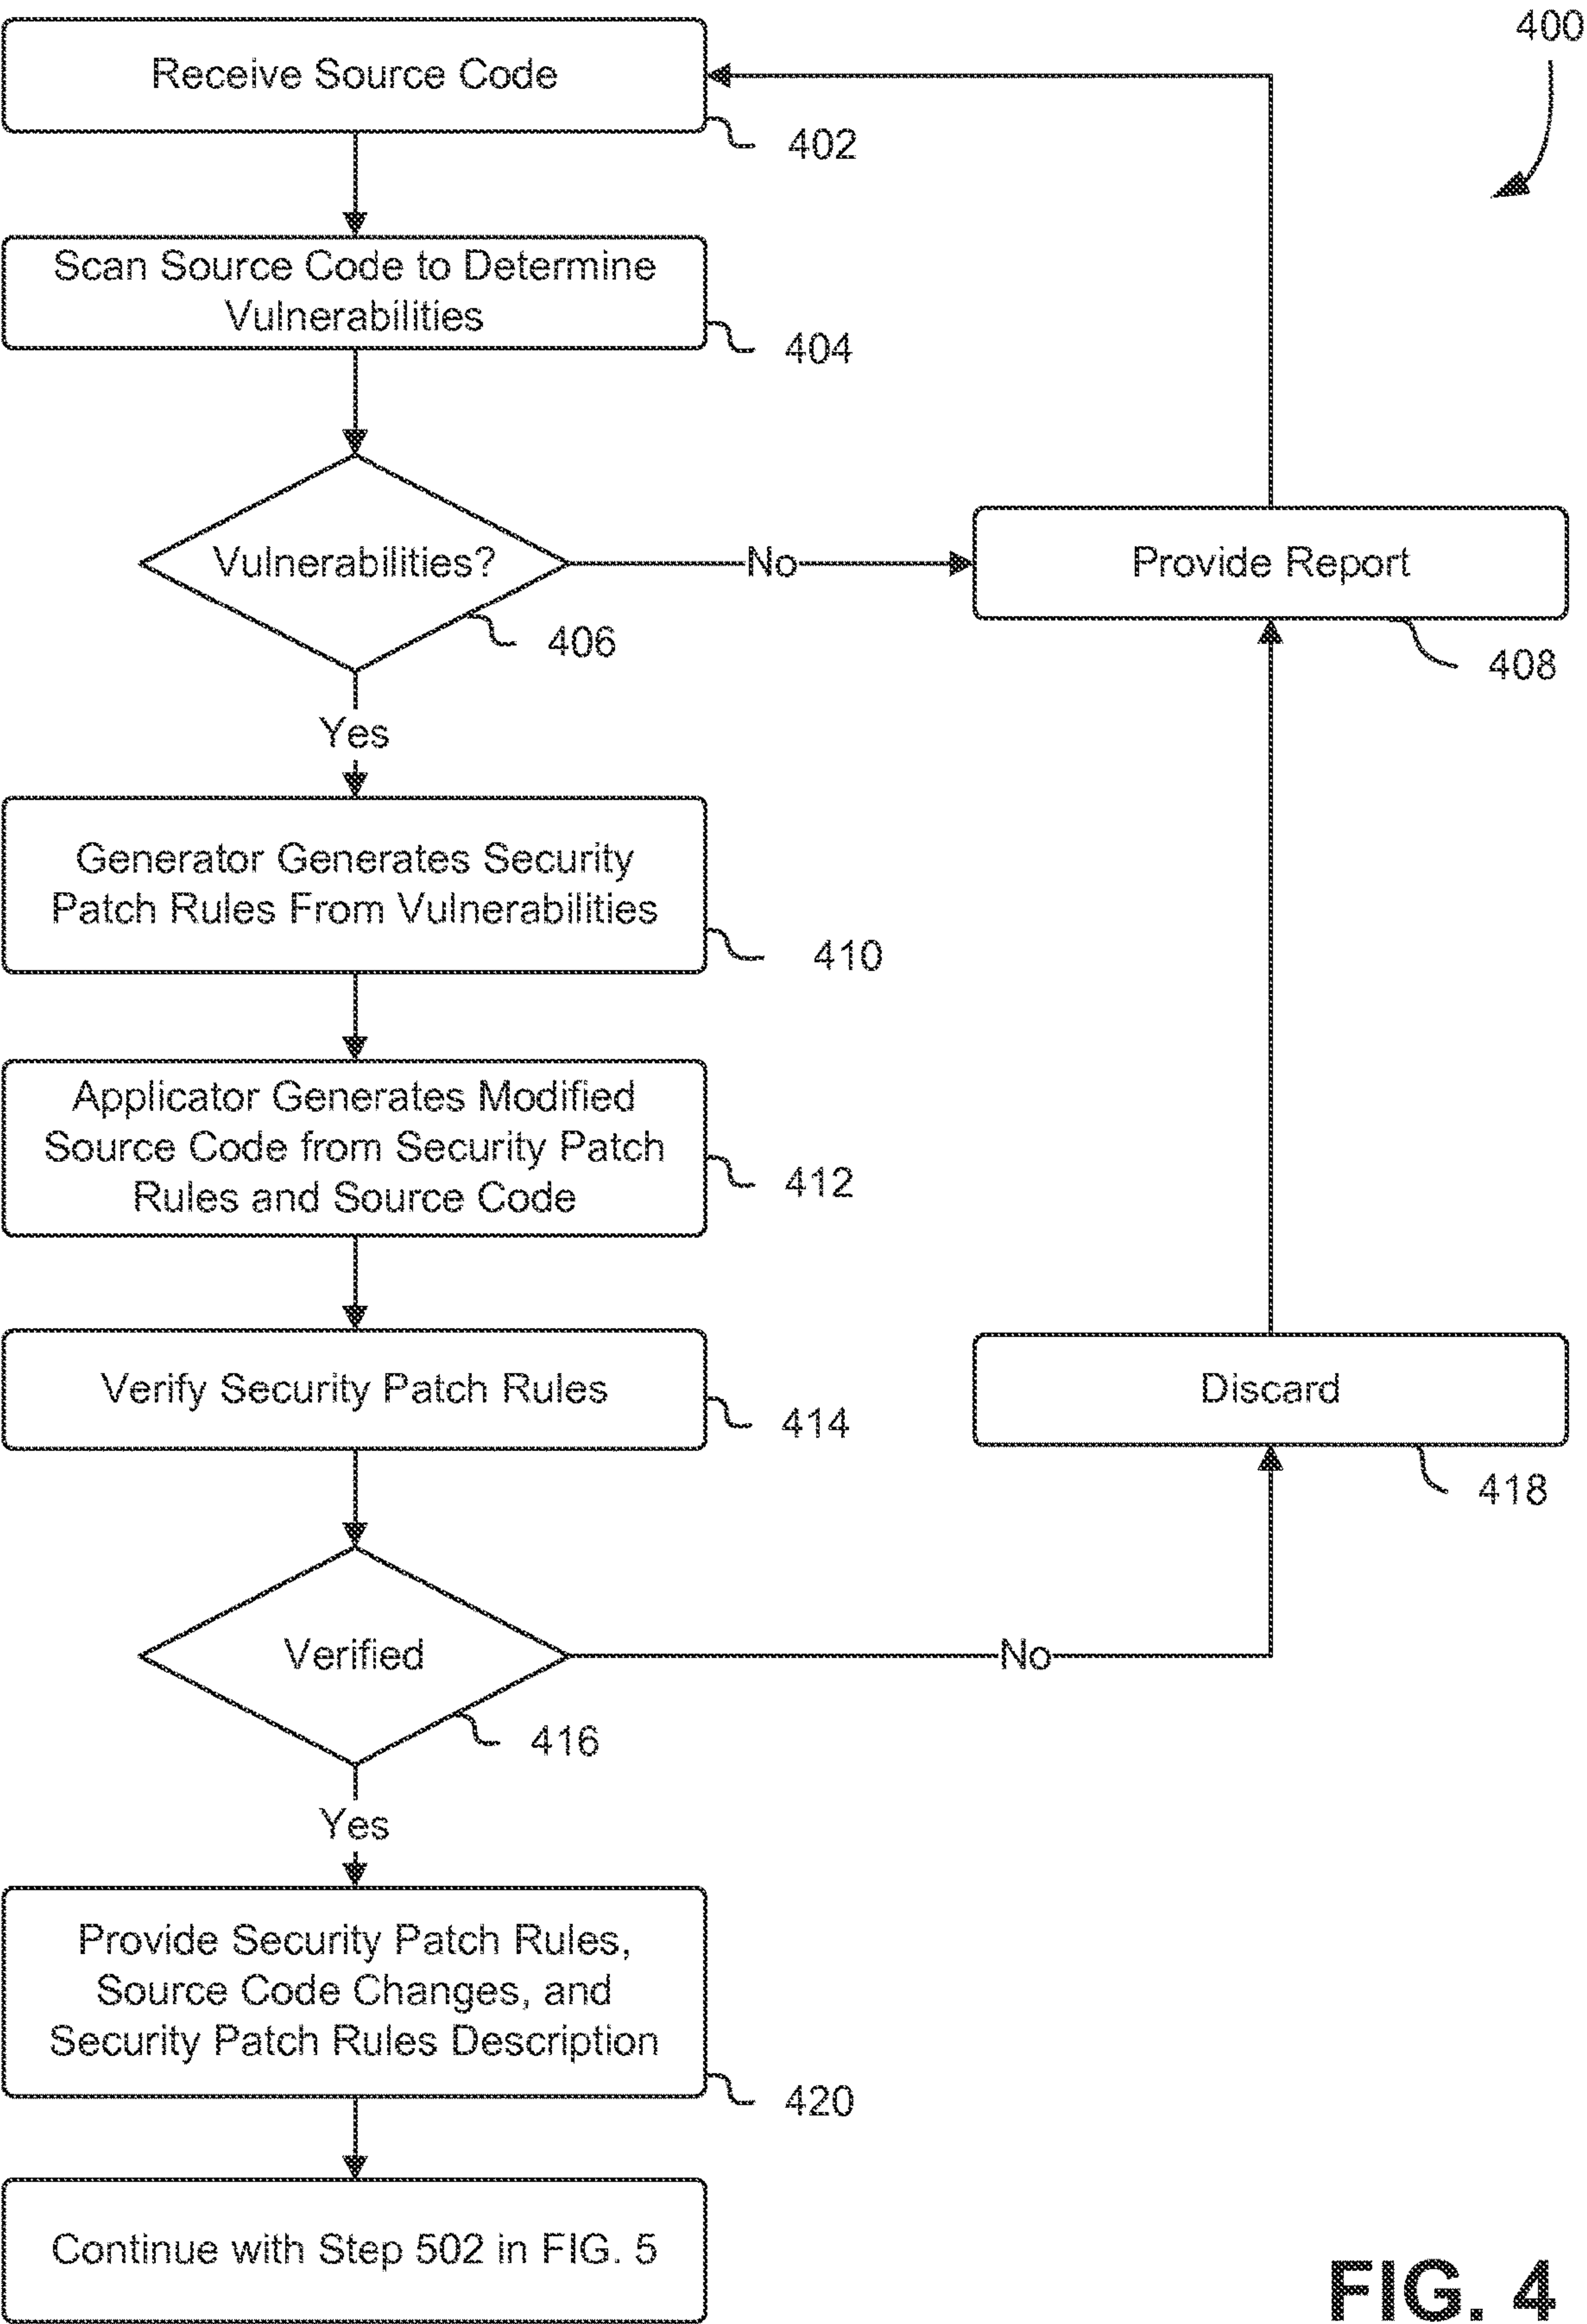 400
Receive Source Code
402
Scan Source Code to Determine
Vulnerabilities
404
Vulnerabilities?
No
Provide Report
406
408
Yes
Generator Generates Security
Patch Rules From Vulnerabilities
410
Applicator Generates Modified
Source Code from Security Patch
Rules and Source Code
412
Verify Security Patch Rules
414
Discard
418
Verified
No
416
Yes
Provide Security Patch Rules,
Source Code Changes, and
Security Patch Rules Description
420
Continue with Step 502 in FIG. 5
FIG. 4